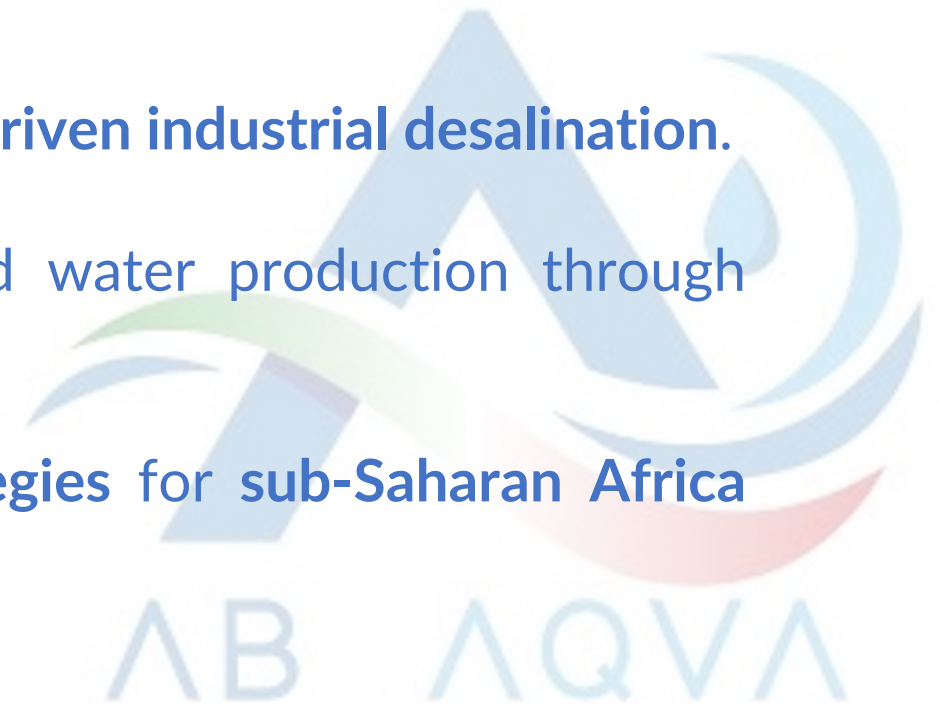 riven industrial desalination.
d water production through
egies for sub-Saharan Africa
AB AQVA